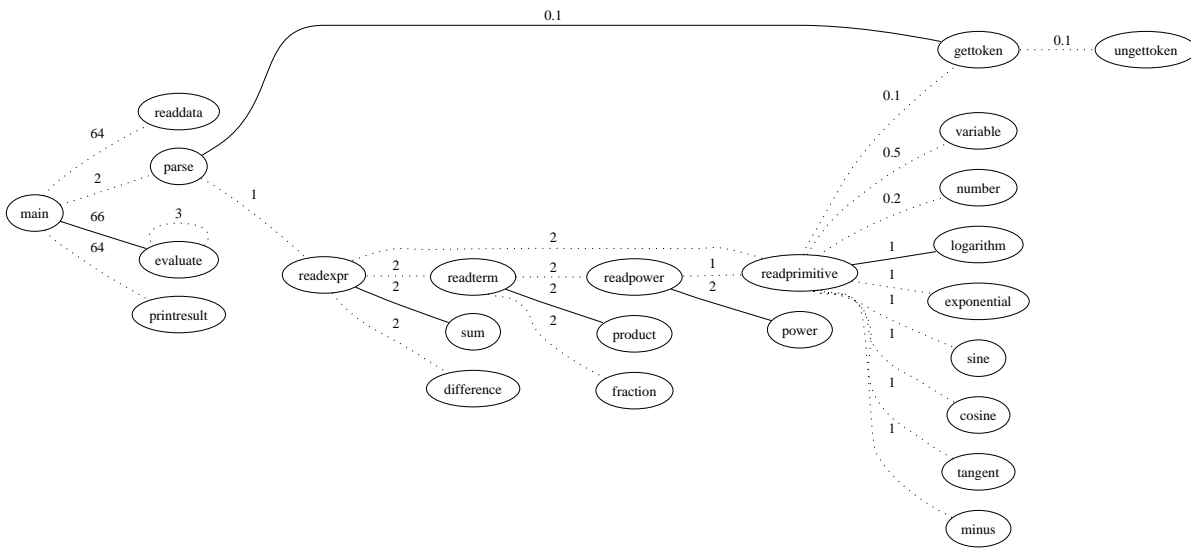 0.1
gettoken
0.1
ungettoken
readdata
64
0.1
variable
0.5
parse
2
1
number
0.2
main
66
3
evaluate
64
printresult
2
readexpr
2
readterm
2
readpower
1
readprimitive
1
logarithm
2
sum
2
product
2
power
1
exponential
2
difference
2
fraction
1
sine
1
cosine
1
tangent
1
minus